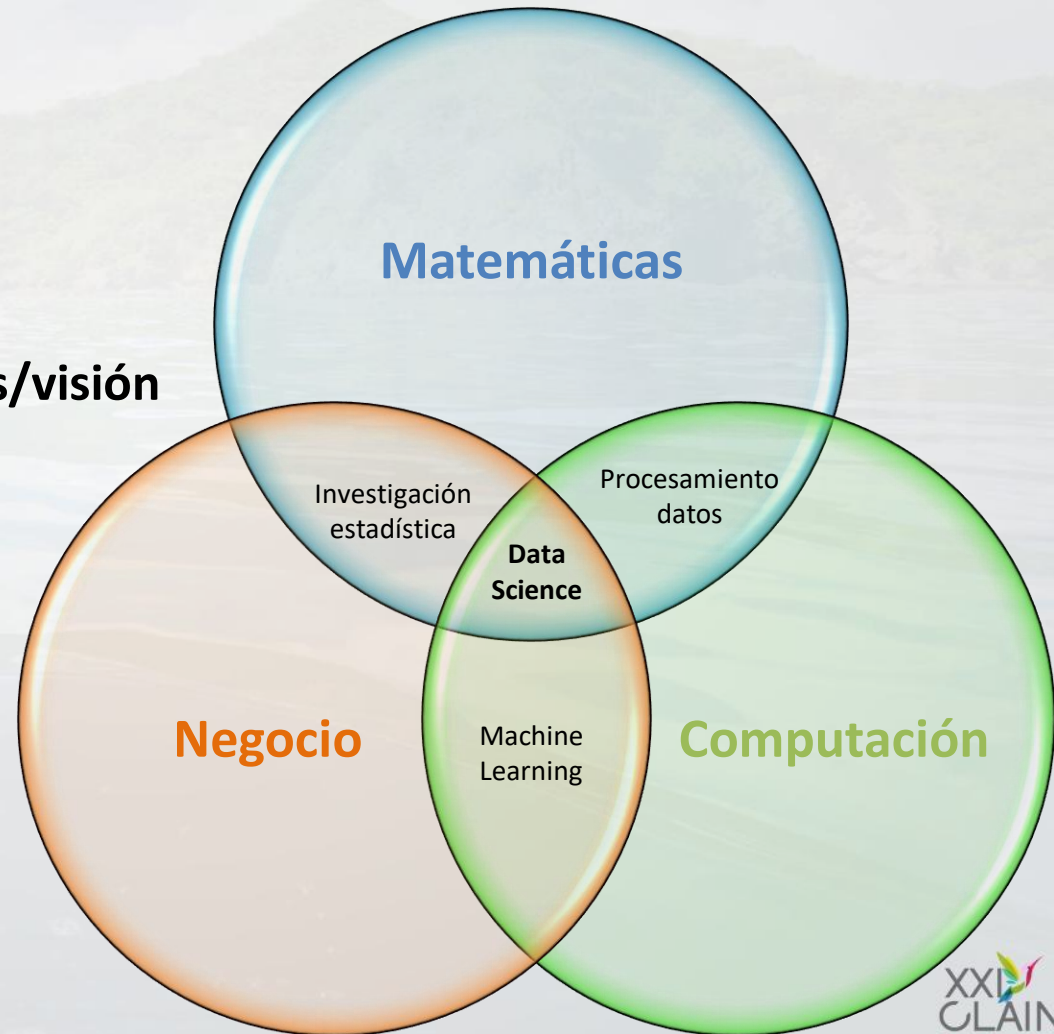 Matemáticas
s/visión
Investigación
estadística
Procesamiento
datos
Data
Science
Negocio
Machine
Learning
Computación
XXI
CLAIN